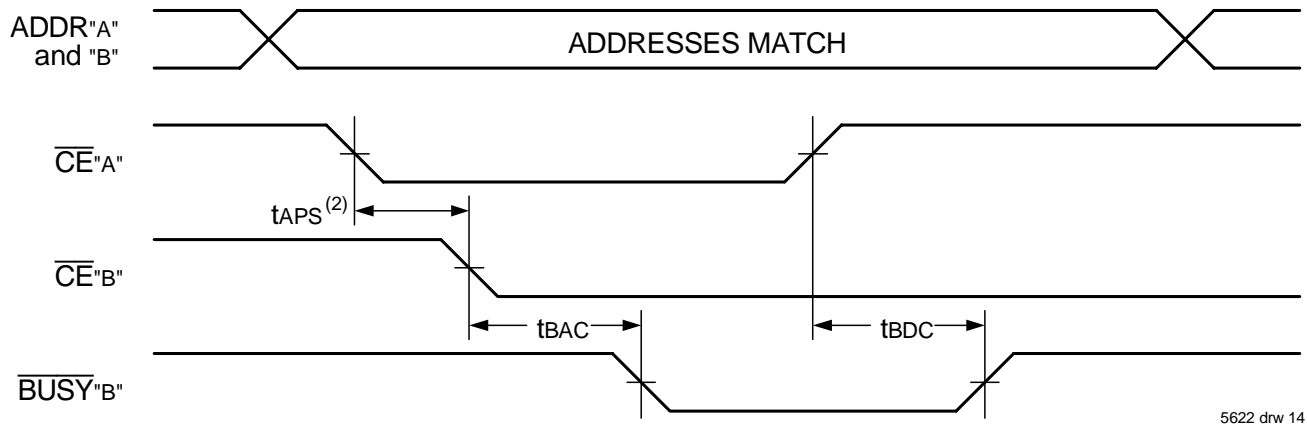 ADDR"A"
and "B"
ADDRESSES MATCH
CE"A"
tAPS(2)
CE"B"
tBAC
tBDC
BUSY"B"
5622 drw 14